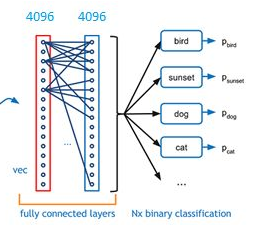 4096 4096
bird p_bird
sunset p_sunset
dog p_dog
cat p_cat
...
...
vec
fully connected layers Nx binary classification